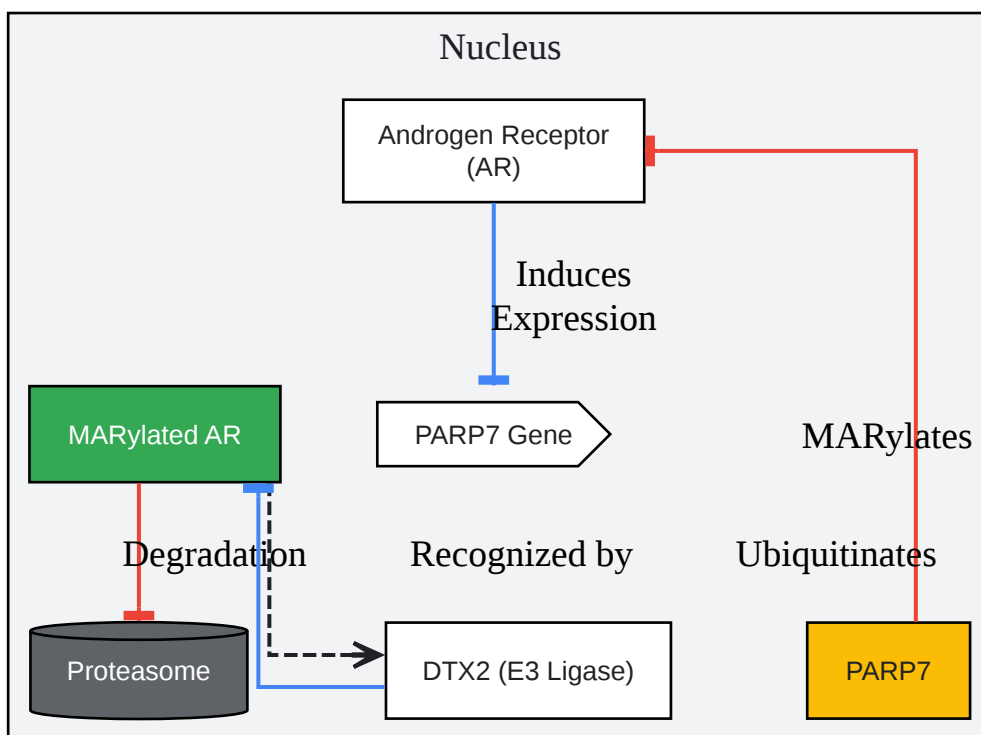 Nucleus
Androgen Receptor
(AR)
Induces
Expression
MARylated AR
PARP7 Gene
MARylates
Degradation
Recognized by
Ubiquitinates
Proteasome
DTX2 (E3 Ligase)
PARP7